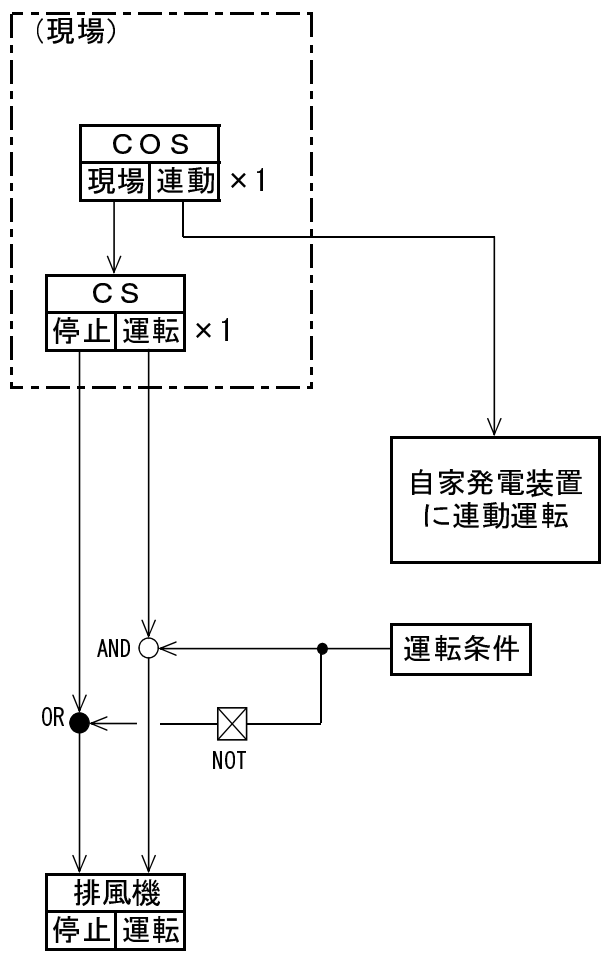 (現場)
COS
現場 連動 ×1
CS
停止 運転 ×1
自家発電装置
に連動運転
AND
運転条件
OR
NOT
排風機
停止 運転